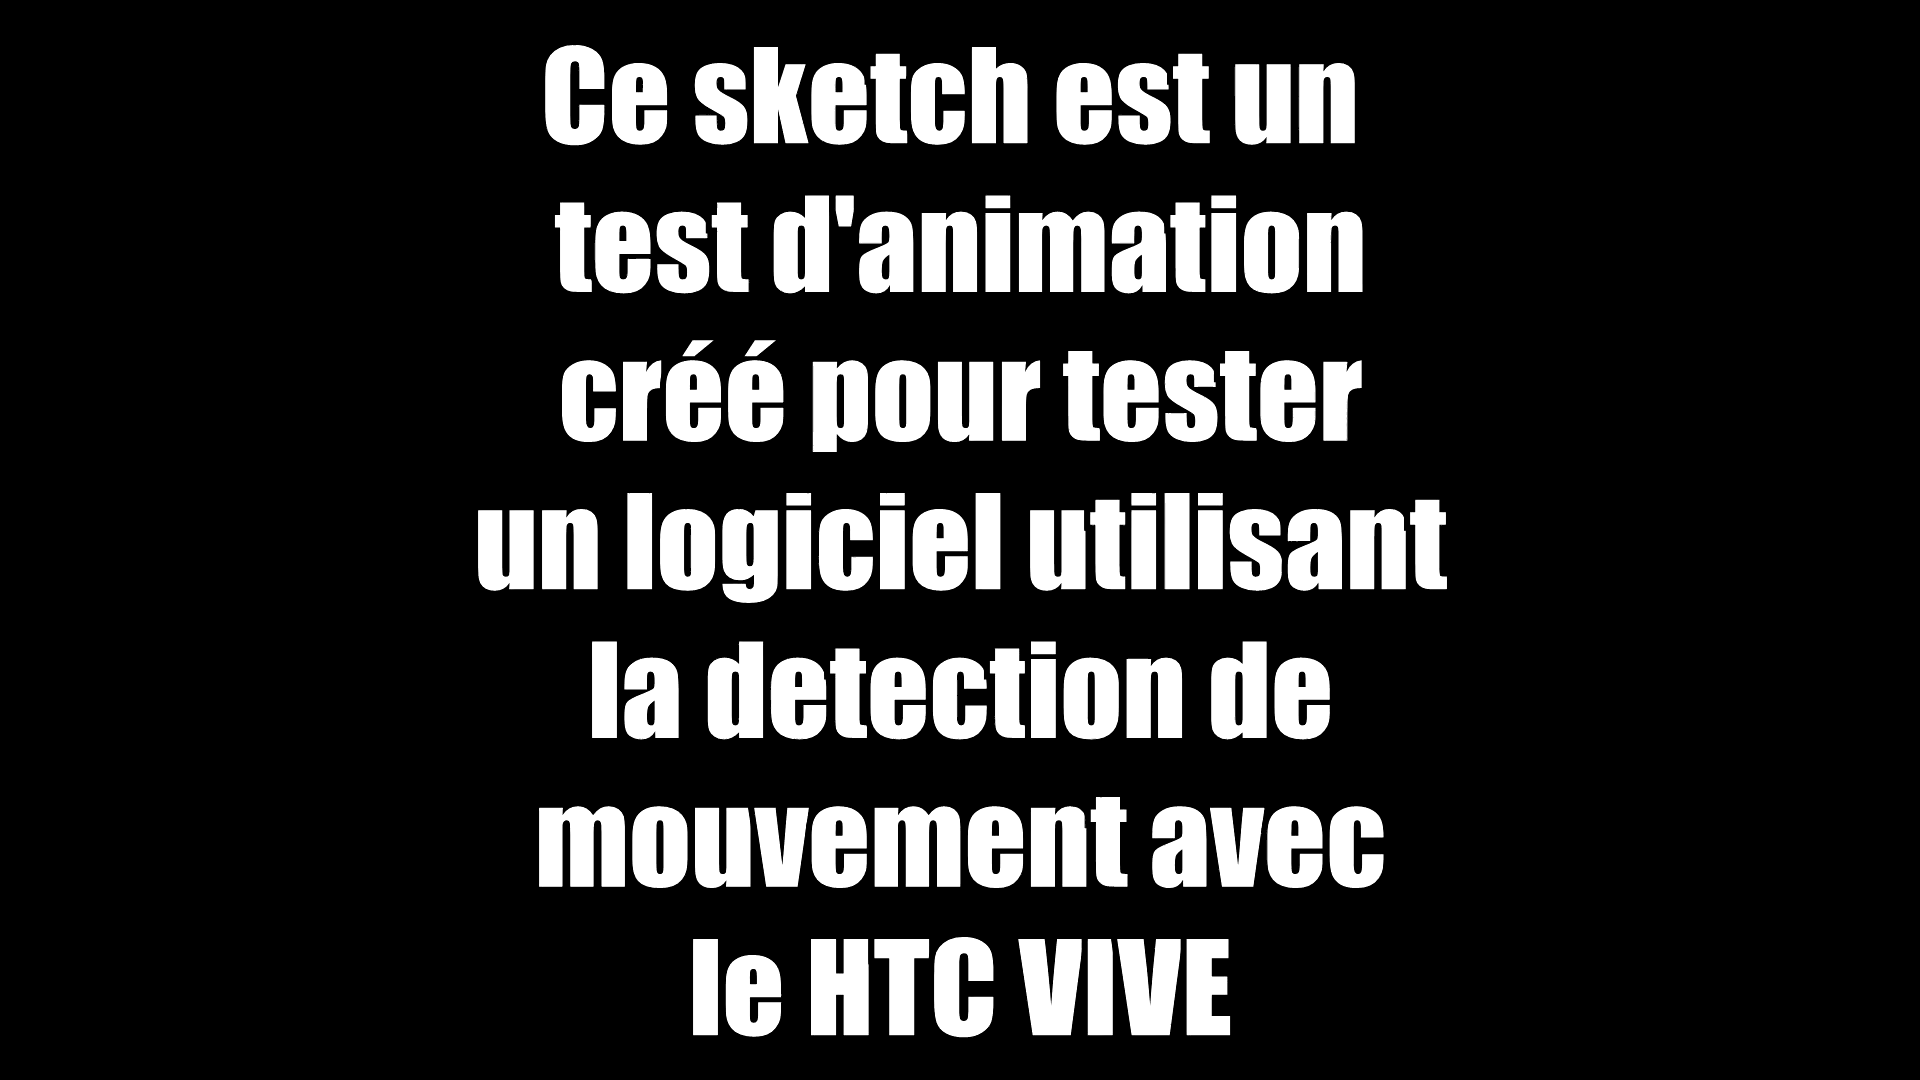 Ce sketch est un
test d'animation
créé pour tester
un logiciel utilisant
la detection de
mouvement avec
le HTC VIVE